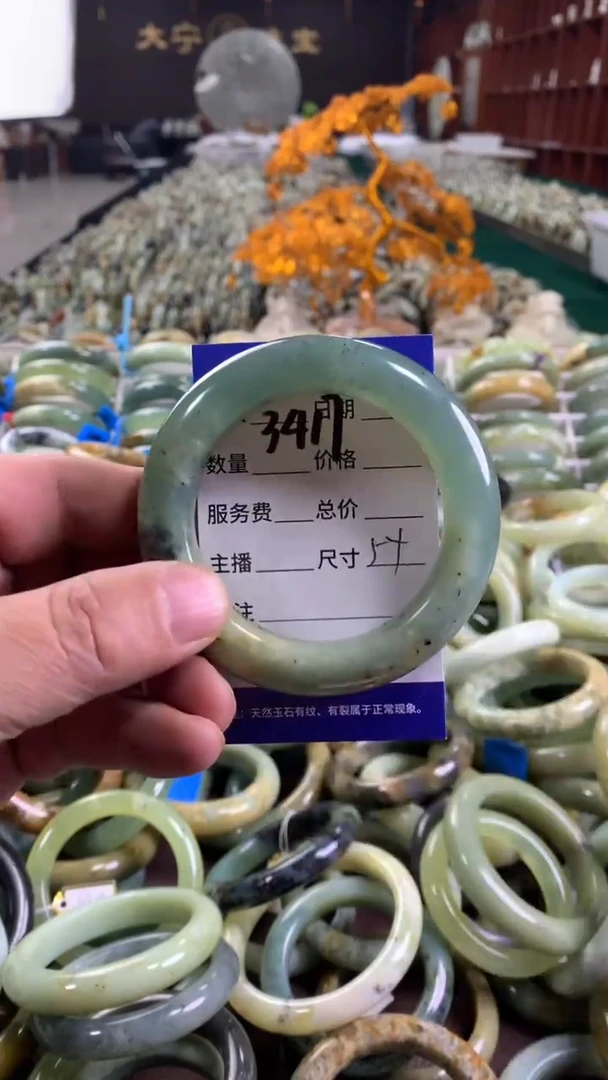 大宁
宝
日期
3417
数量 价格
服务费 总价
主播 尺寸
注
天然玉石有纹、有裂属于正常现象。